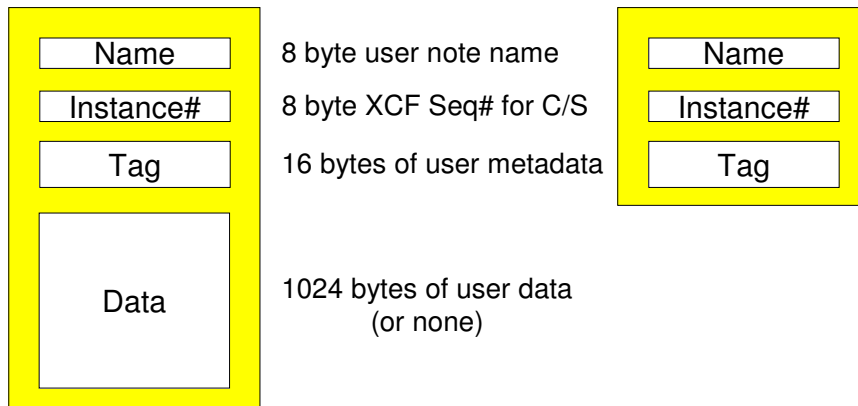 Name 8 byte user note name Name
Instance# 8 byte XCF Seq# for C/S Instance#
Tag 16 bytes of user metadata Tag
Data 1024 bytes of user data
(or none)